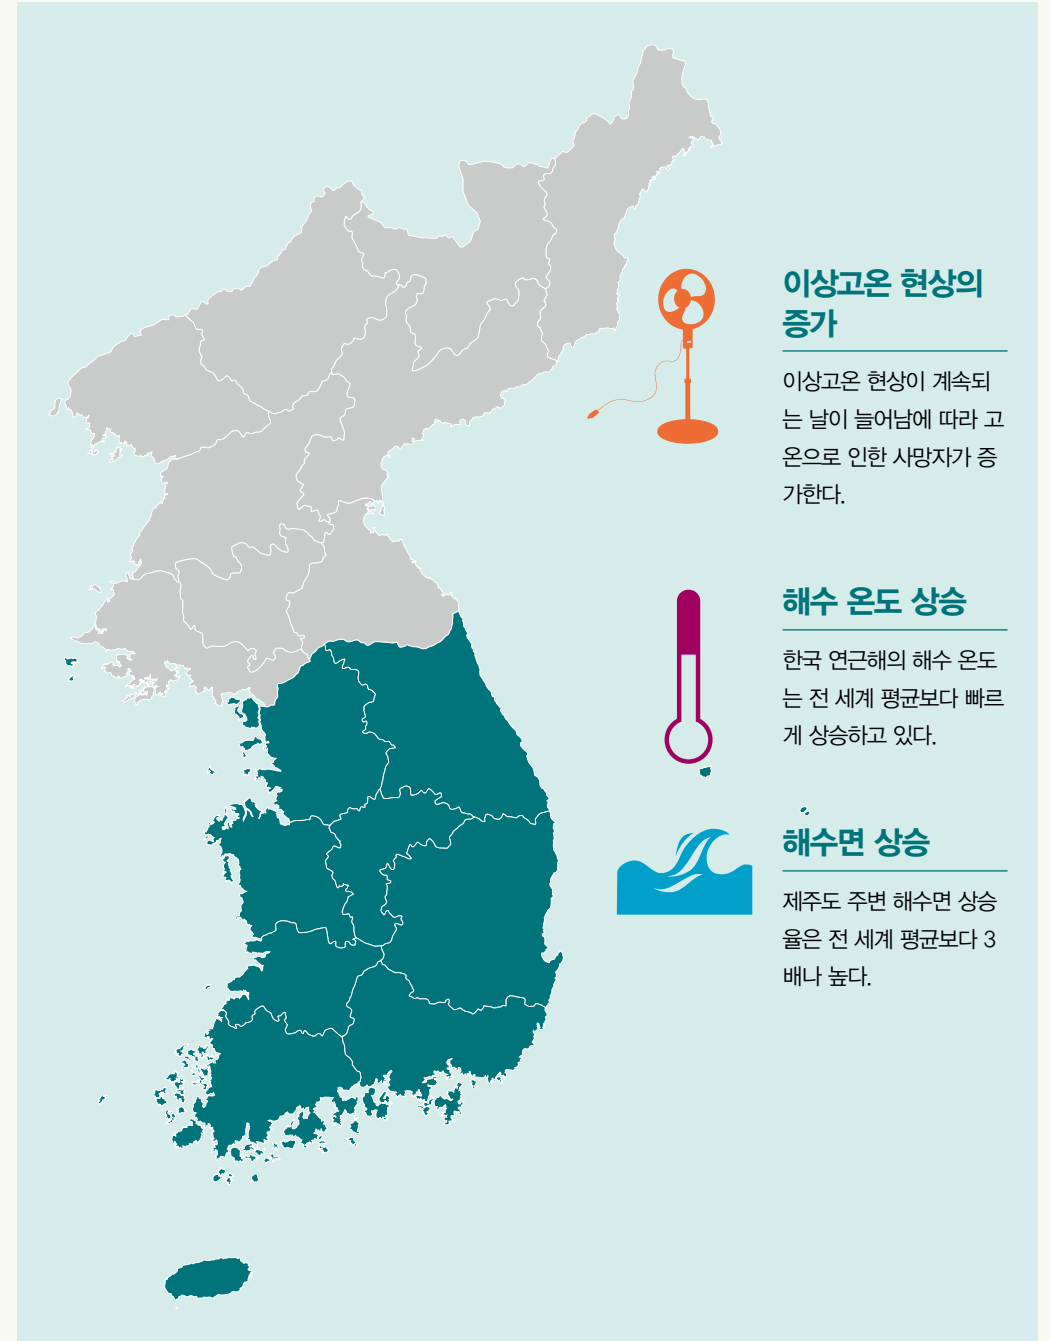 이상고온 현상의
증가
이상고온 현상이 계속되
는 날이 늘어남에 따라 고
온으로 인한 사망자가 증
가한다.
해수 온도 상승
한국 연근해의 해수 온도
는 전 세계 평균보다 빠르
게 상승하고 있다.
해수면 상승
제주도 주변 해수면 상승
율은 전 세계 평균보다 3
배나 높다.